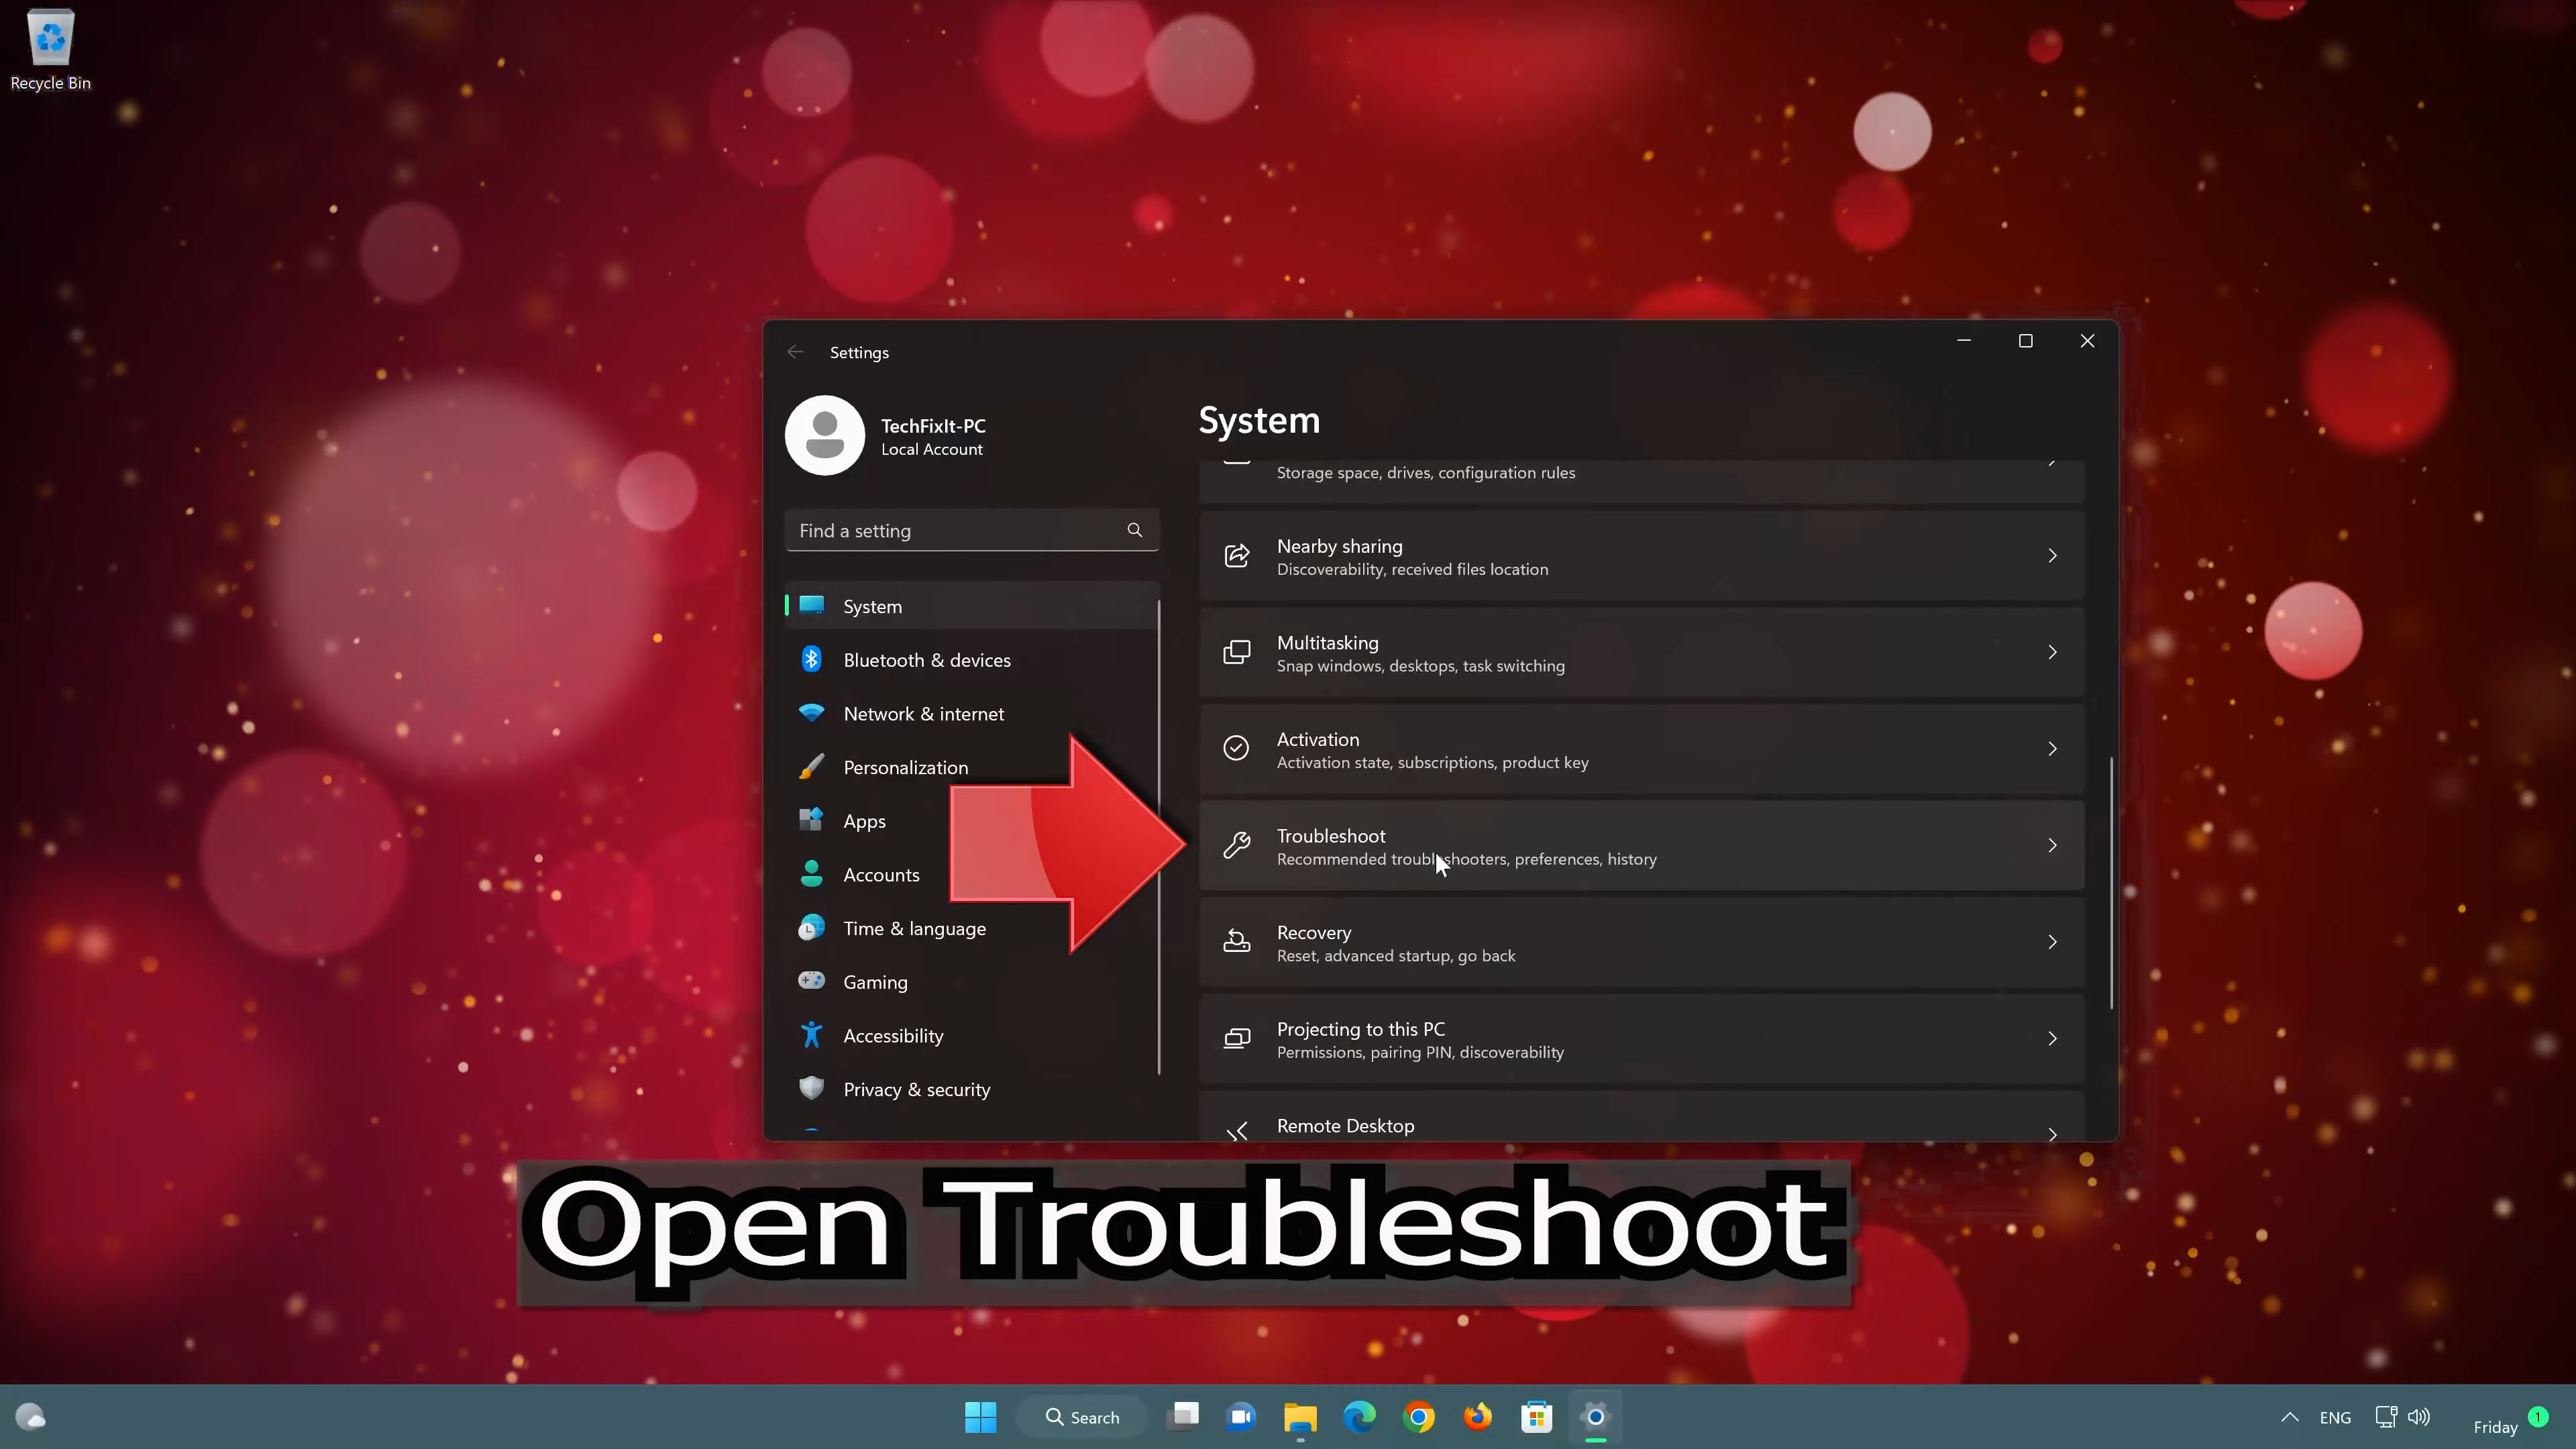 Recycle Bin
Settings
TechFixIt-PC
Local Account
Find a setting
System
Bluetooth & devices
Network & internet
Personalization
Apps
Accounts
Time & language
Gaming
Accessibility
Privacy & security
System
Storage space, drives, configuration rules
Nearby sharing
Discoverability, received files location
Multitasking
Snap windows, desktops, task switching
Activation
Activation state, subscriptions, product key
Troubleshoot
Recommended troubleshooters, preferences, history
Recovery
Reset, advanced startup, go back
Projecting to this PC
Permissions, pairing PIN, discoverability
Remote Desktop
Open Troubleshoot
Search
ENG
Friday
1